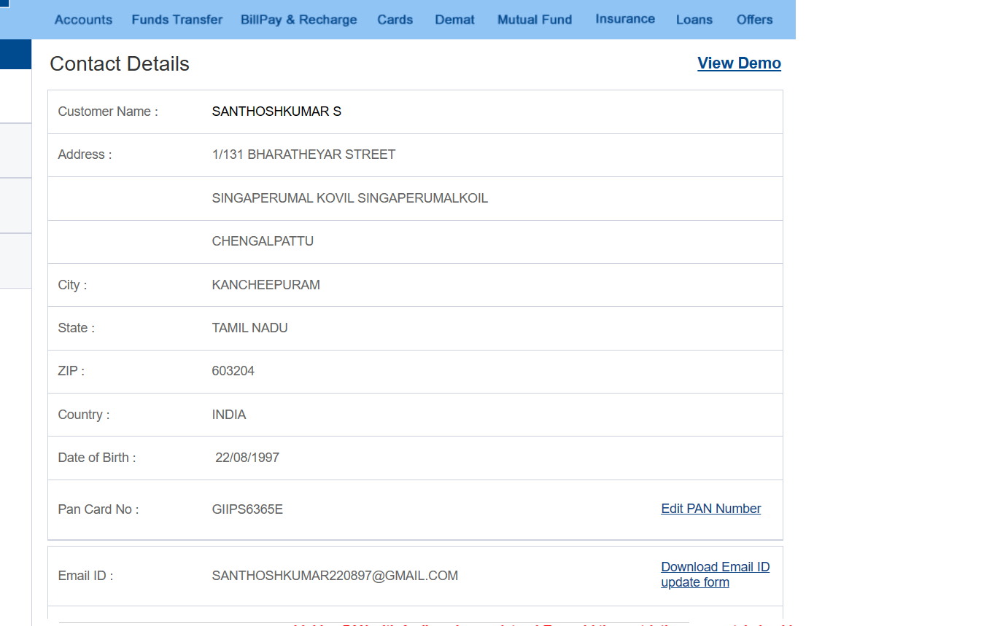 Accounts Funds Transfer BillPay & Recharge Cards Demat Mutual Fund Insurance Loans Offers
Contact Details View Demo
Customer Name : SANTHOSHKUMAR S
Address : 1/131 BHARATHEYAR STREET
SINGAPERUMAL KOVIL SINGAPERUMALKOIL
CHENGALPATTU
City : KANCHEEPURAM
State : TAMIL NADU
ZIP : 603204
Country : INDIA
Date of Birth : 22/08/1997
Pan Card No : GIIPS6365E Edit PAN Number
Email ID : SANTHOSHKUMAR220897@GMAIL.COM Download Email ID
update form